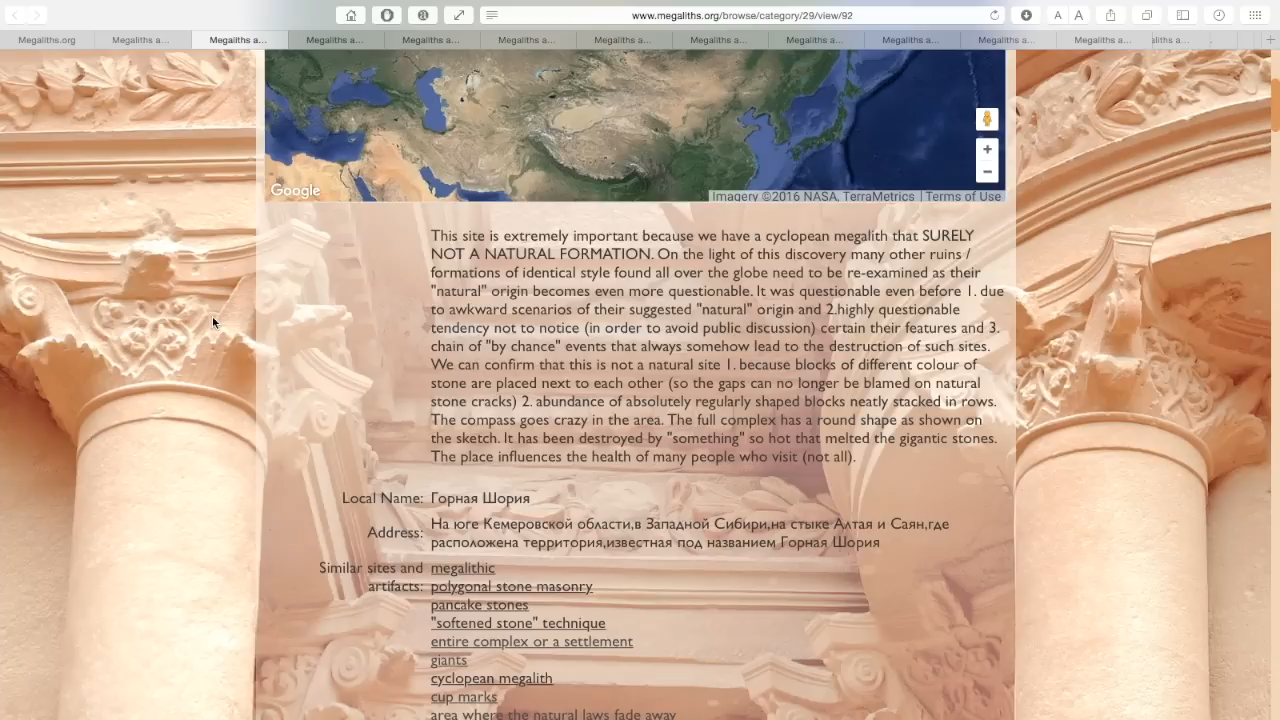 www.megaliths.org/browse/category/29/view/92
A A
Megaliths.org
Megaliths a...
Megaliths a...
Megaliths a...
Megaliths a...
Megaliths a...
Megaliths a...
Megaliths a...
Megaliths a...
Megaliths a...
Megaliths a...
Megaliths a...
aliths a...
Google
Imagery ©2016 NASA, TerraMetrics
Terms of Use
This site is extremely important because we have a cyclopean megalith that SURELY
NOT A NATURAL FORMATION. On the light of this discovery many other ruins /
formations of identical style found all over the globe need to be re-examined as their
"natural" origin becomes even more questionable. It was questionable even before 1. due
to awkward scenarios of their suggested "natural" origin and 2.highly questionable
tendency not to notice (in order to avoid public discussion) certain their features and 3.
chain of "by chance" events that always somehow lead to the destruction of such sites.
We can confirm that this is not a natural site 1. because blocks of different colour of
stone are placed next to each other (so the gaps can no longer be blamed on natural
stone cracks) 2. abundance of absolutely regularly shaped blocks neatly stacked in rows.
The compass goes crazy in the area. The full complex has a round shape as shown on
the sketch. It has been destroyed by "something" so hot that melted the gigantic stones.
The place influences the health of many people who visit (not all).
Local Name: Горная Шория
Address: На юге Кемеровской области,в Западной Сибири,на стыке Алтая и Саян,где
расположена территория,известная под названием Горная Шория
Similar sites and artifacts: megalithic
polygonal stone masonry
pancake stones
"softened stone" technique
entire complex or a settlement
giants
cyclopean megalith
cup marks
area where the natural laws fade away